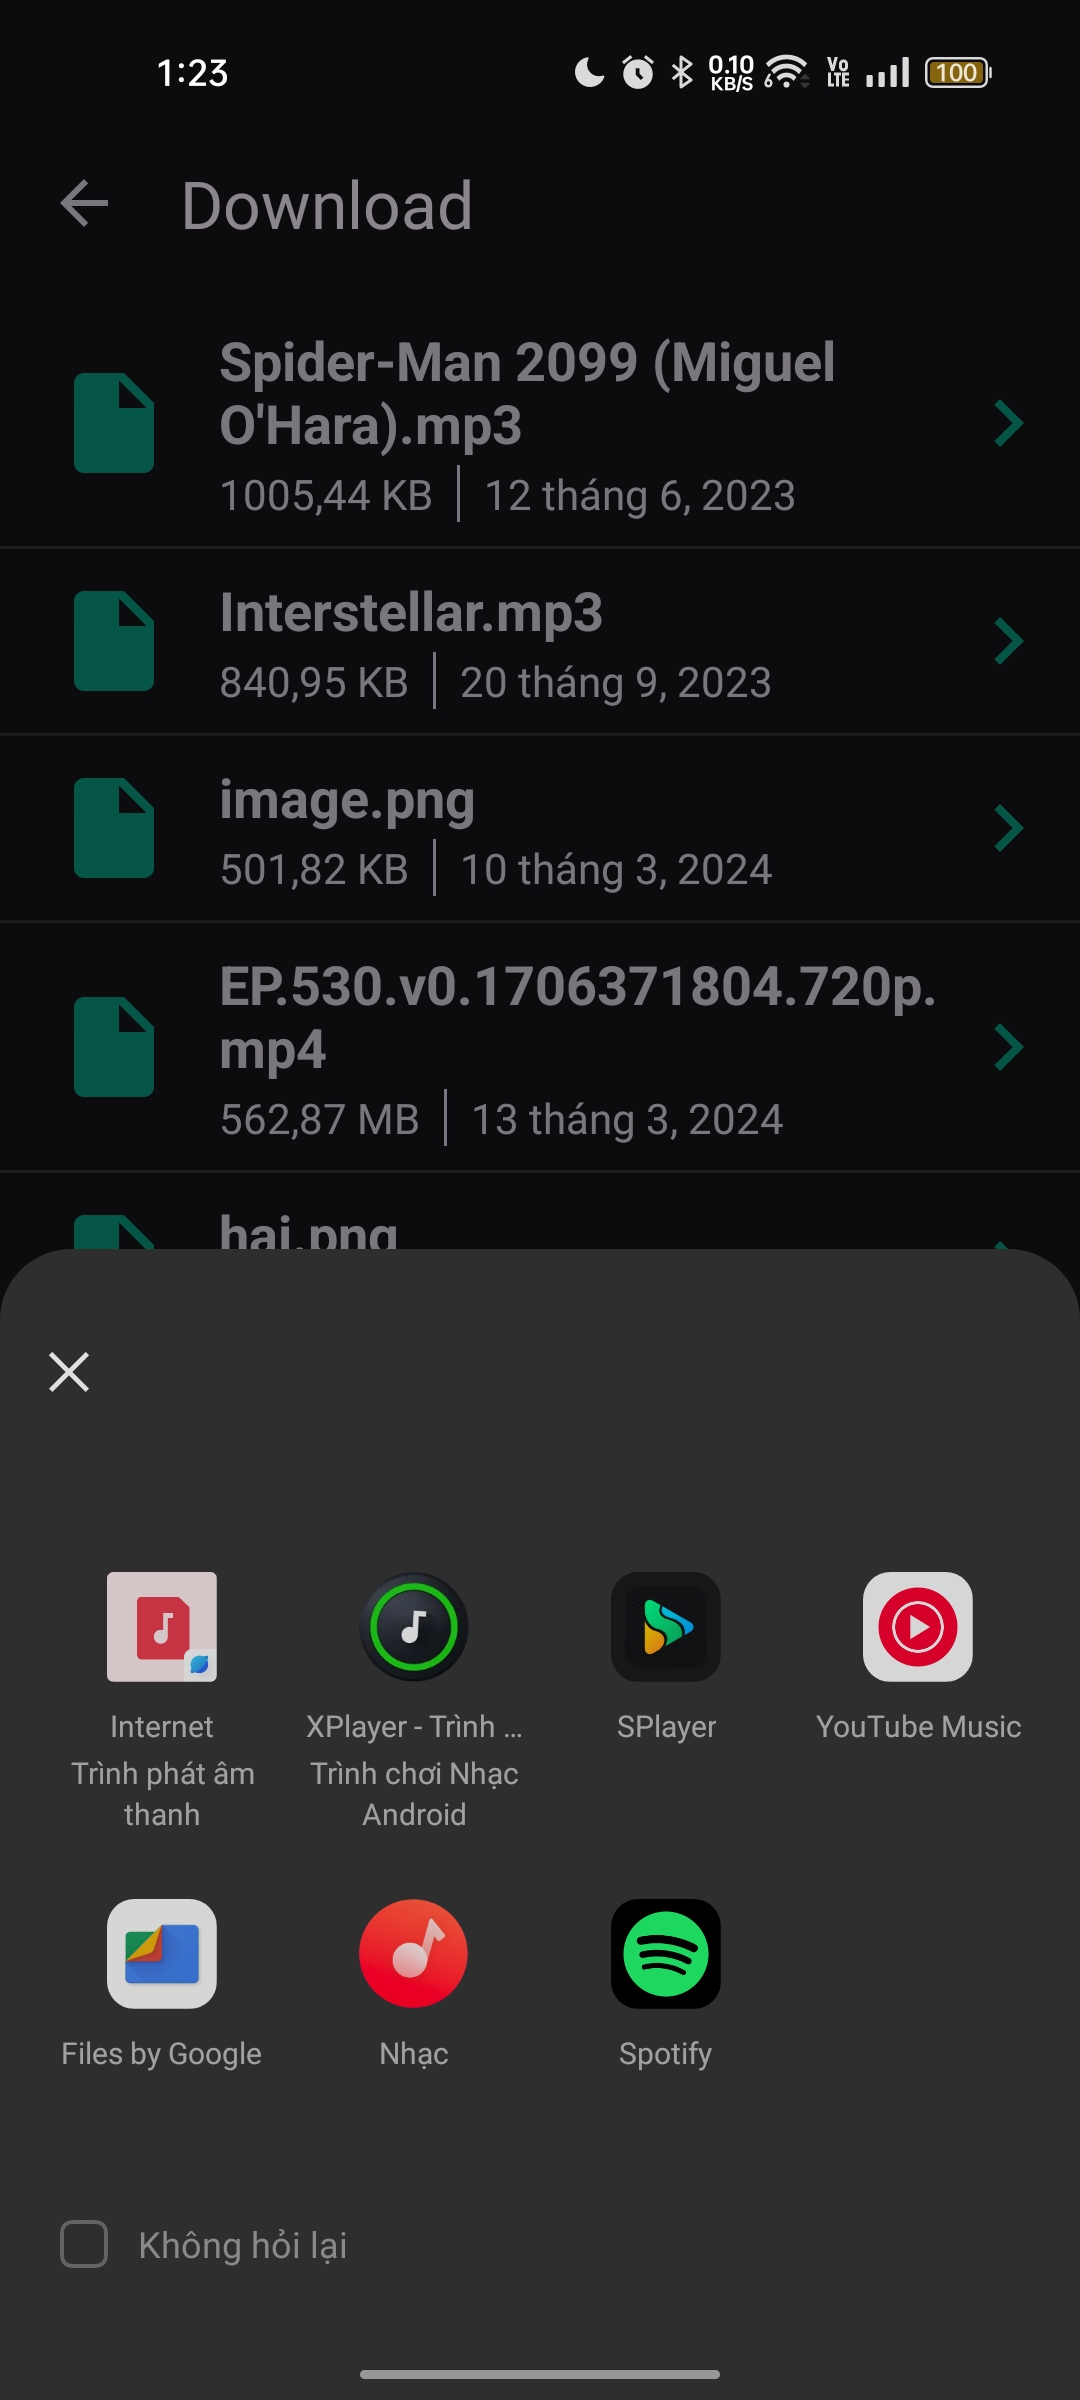 1:23
0.10
KB/S
6
Vo
LTE
100
Download
Spider-Man 2099 (Miguel
O'Hara).mp3
1005,44 KB | 12 tháng 6, 2023
Interstellar.mp3
840,95 KB | 20 tháng 9, 2023
image.png
501,82 KB | 10 tháng 3, 2024
EP.530.v0.1706371804.720p.
mp4
562,87 MB | 13 tháng 3, 2024
hai.png
Internet
Trình phát âm
thanh
XPlayer - Trình ...
Trình chơi Nhạc
Android
SPlayer
YouTube Music
Files by Google
Nhạc
Spotify
Không hỏi lại